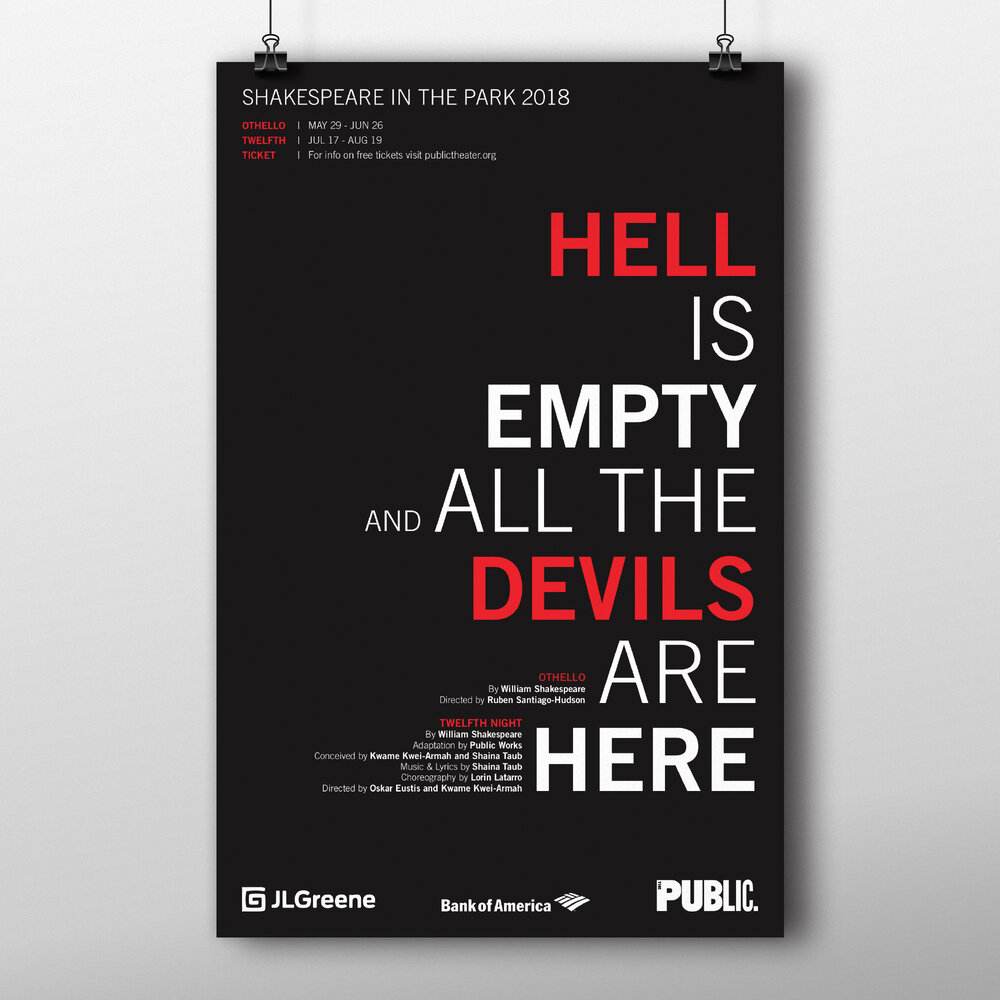 SHAKESPEARE IN THE PARK 2018
OTHELLO | MAY 29 - JUN 26
TWELFTH | JUL 17 - AUG 19
TICKET | For info on free tickets visit publictheater.org
HELL
IS
EMPTY
AND ALL THE
DEVILS
ARE
HERE
OTHELLO
By William Shakespeare
Directed by Ruben Santiago-Hudson
TWELFTH NIGHT
By William Shakespeare
Adaptation by Public Works
Conceived by Kwame Kwei-Armah and Shaina Taub
Music & Lyrics by Shaina Taub
Choreography by Lorin Latarro
Directed by Oskar Eustis and Kwame Kwei-Armah
JLGreene
Bank of America
THE PUBLIC.